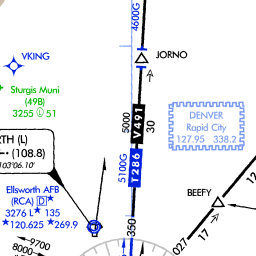 4600G
VKING
JORNO
Sturgis Muni
(49B)
3255 51
5000
V491
30
DENVER
Rapid City
127.95 338.2
RTH (L)
(108.8)
103°06.10'
5100G
T286
Ellsworth AFB
(RCA) D★
3276 L★ 135
★120.625 ★269.9
BEEFY
350
027
17
9700
8000